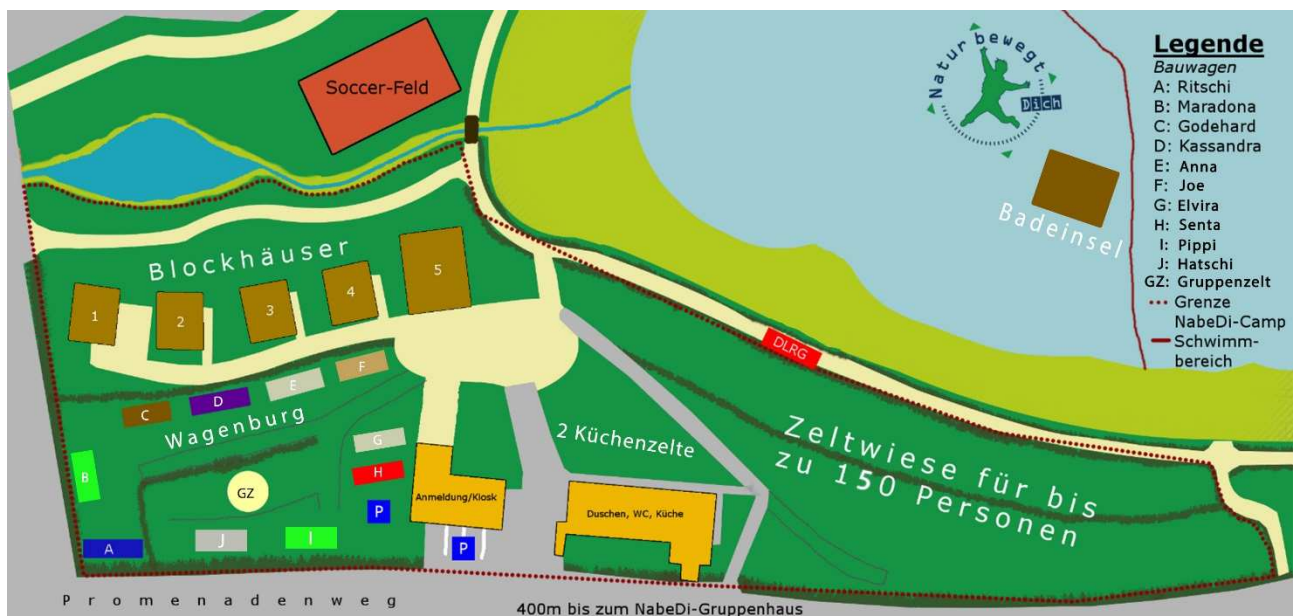 Soccer-Feld
Natur bewegt
Dich
Badeinsel
Legende
Bauwagen
A: Ritschi
B: Maradona
C: Godehard
D: Kassandra
E: Anna
F: Joe
G: Elvira
H: Senta
I: Pippi
J: Hatschi
GZ: Gruppenzelt
Grenze
NabeDi-Camp
Schwimm-
bereich
Blockhäuser
1
2
3
4
5
DLRG
C
D
E
F
Wagenburg
B
G
H
GZ
P
A
J
I
Anmeldung/Kiosk
P
2 Küchenzelte
Duschen, WC, Küche
Zeltwiese für bis
zu 150 Personen
Promenadenweg
400m bis zum NabeDi-Gruppenhaus